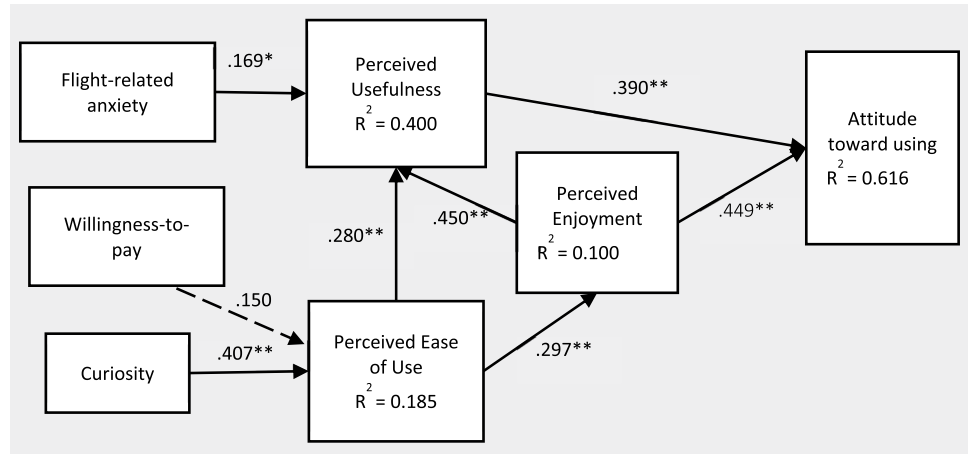 Flight-related
anxiety
.169*
Perceived
Usefulness
R² = 0.400
.390**
Attitude
toward using
R² = 0.616
Willingness-to-
pay
.280**
.450**
Perceived
Enjoyment
R² = 0.100
.449**
.150
Curiosity
.407**
Perceived Ease
of Use
R² = 0.185
.297**